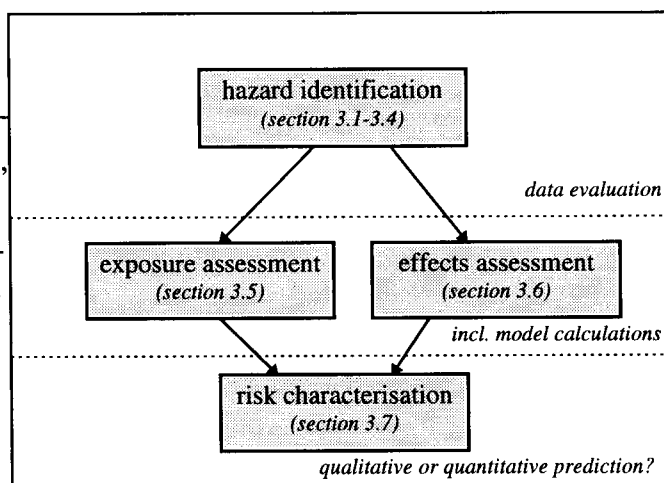 hazard identification
(section 3.1-3.4)
,
data evaluation
exposure assessment
(section 3.5)
effects assessment
(section 3.6)
incl. model calculations
risk characterisation
(section 3.7)
qualitative or quantitative prediction?